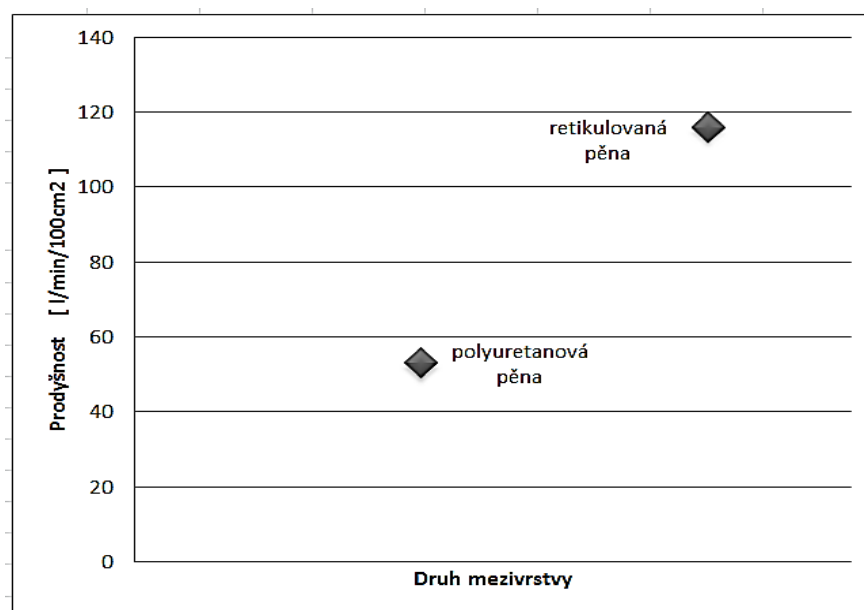 140
120
100
80
60
40
20
0
Prodyšnost [ l/min/100cm2 ]
retikulovaná
pěna
polyuretanová
pěna
Druh mezivrstvy